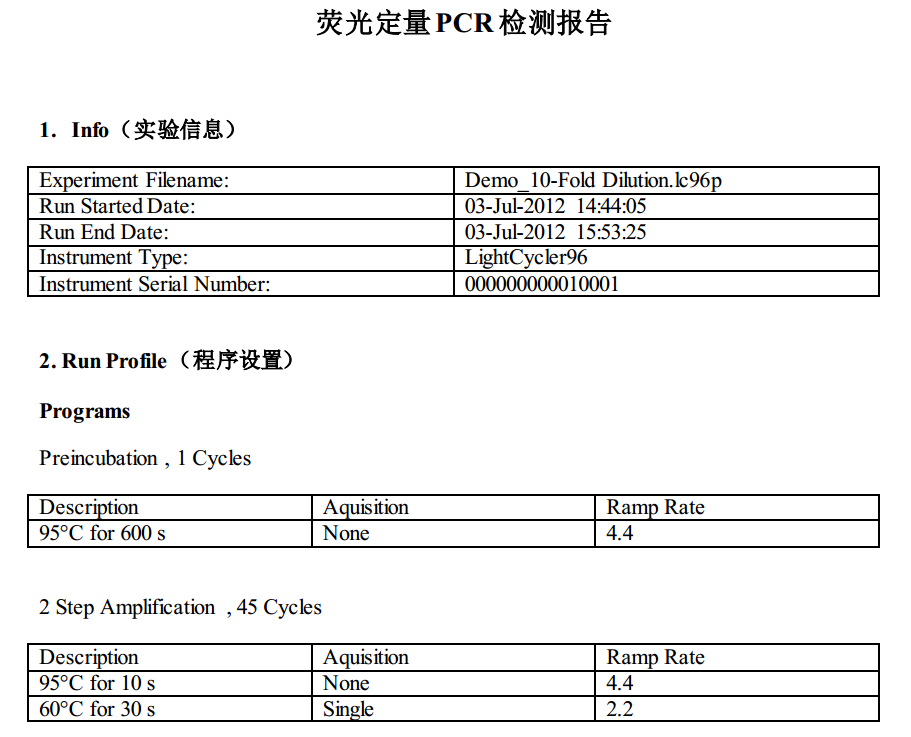 荧光定量PCR检测报告
1. Info（实验信息）
Experiment Filename: Demo_10-Fold Dilution.lc96p
Run Started Date: 03-Jul-2012 14:44:05
Run End Date: 03-Jul-2012 15:53:25
Instrument Type: LightCycler96
Instrument Serial Number: 000000000010001
2. Run Profile（程序设置）
Programs
Preincubation , 1 Cycles
Description Aquisition Ramp Rate
95°C for 600 s None 4.4
2 Step Amplification , 45 Cycles
Description Aquisition Ramp Rate
95°C for 10 s None 4.4
60°C for 30 s Single 2.2